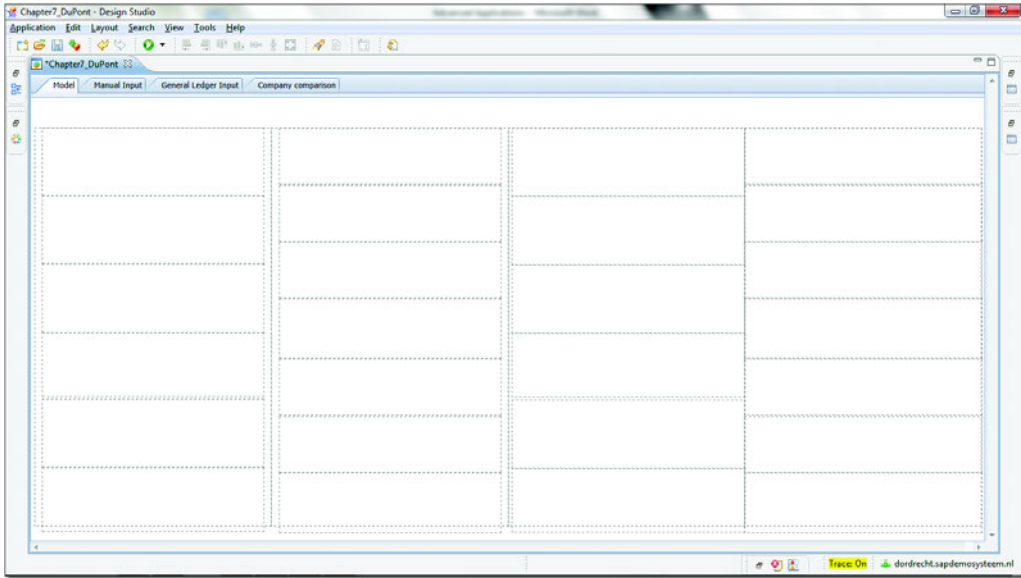 Chapter7_DuPont - Design Studio
Application Edit Layout Search View Tools Help
*Chapter7_DuPont
Model Manual Input General Ledger Input Company comparison
Trace: On dordrecht.sapdemosysteem.nl